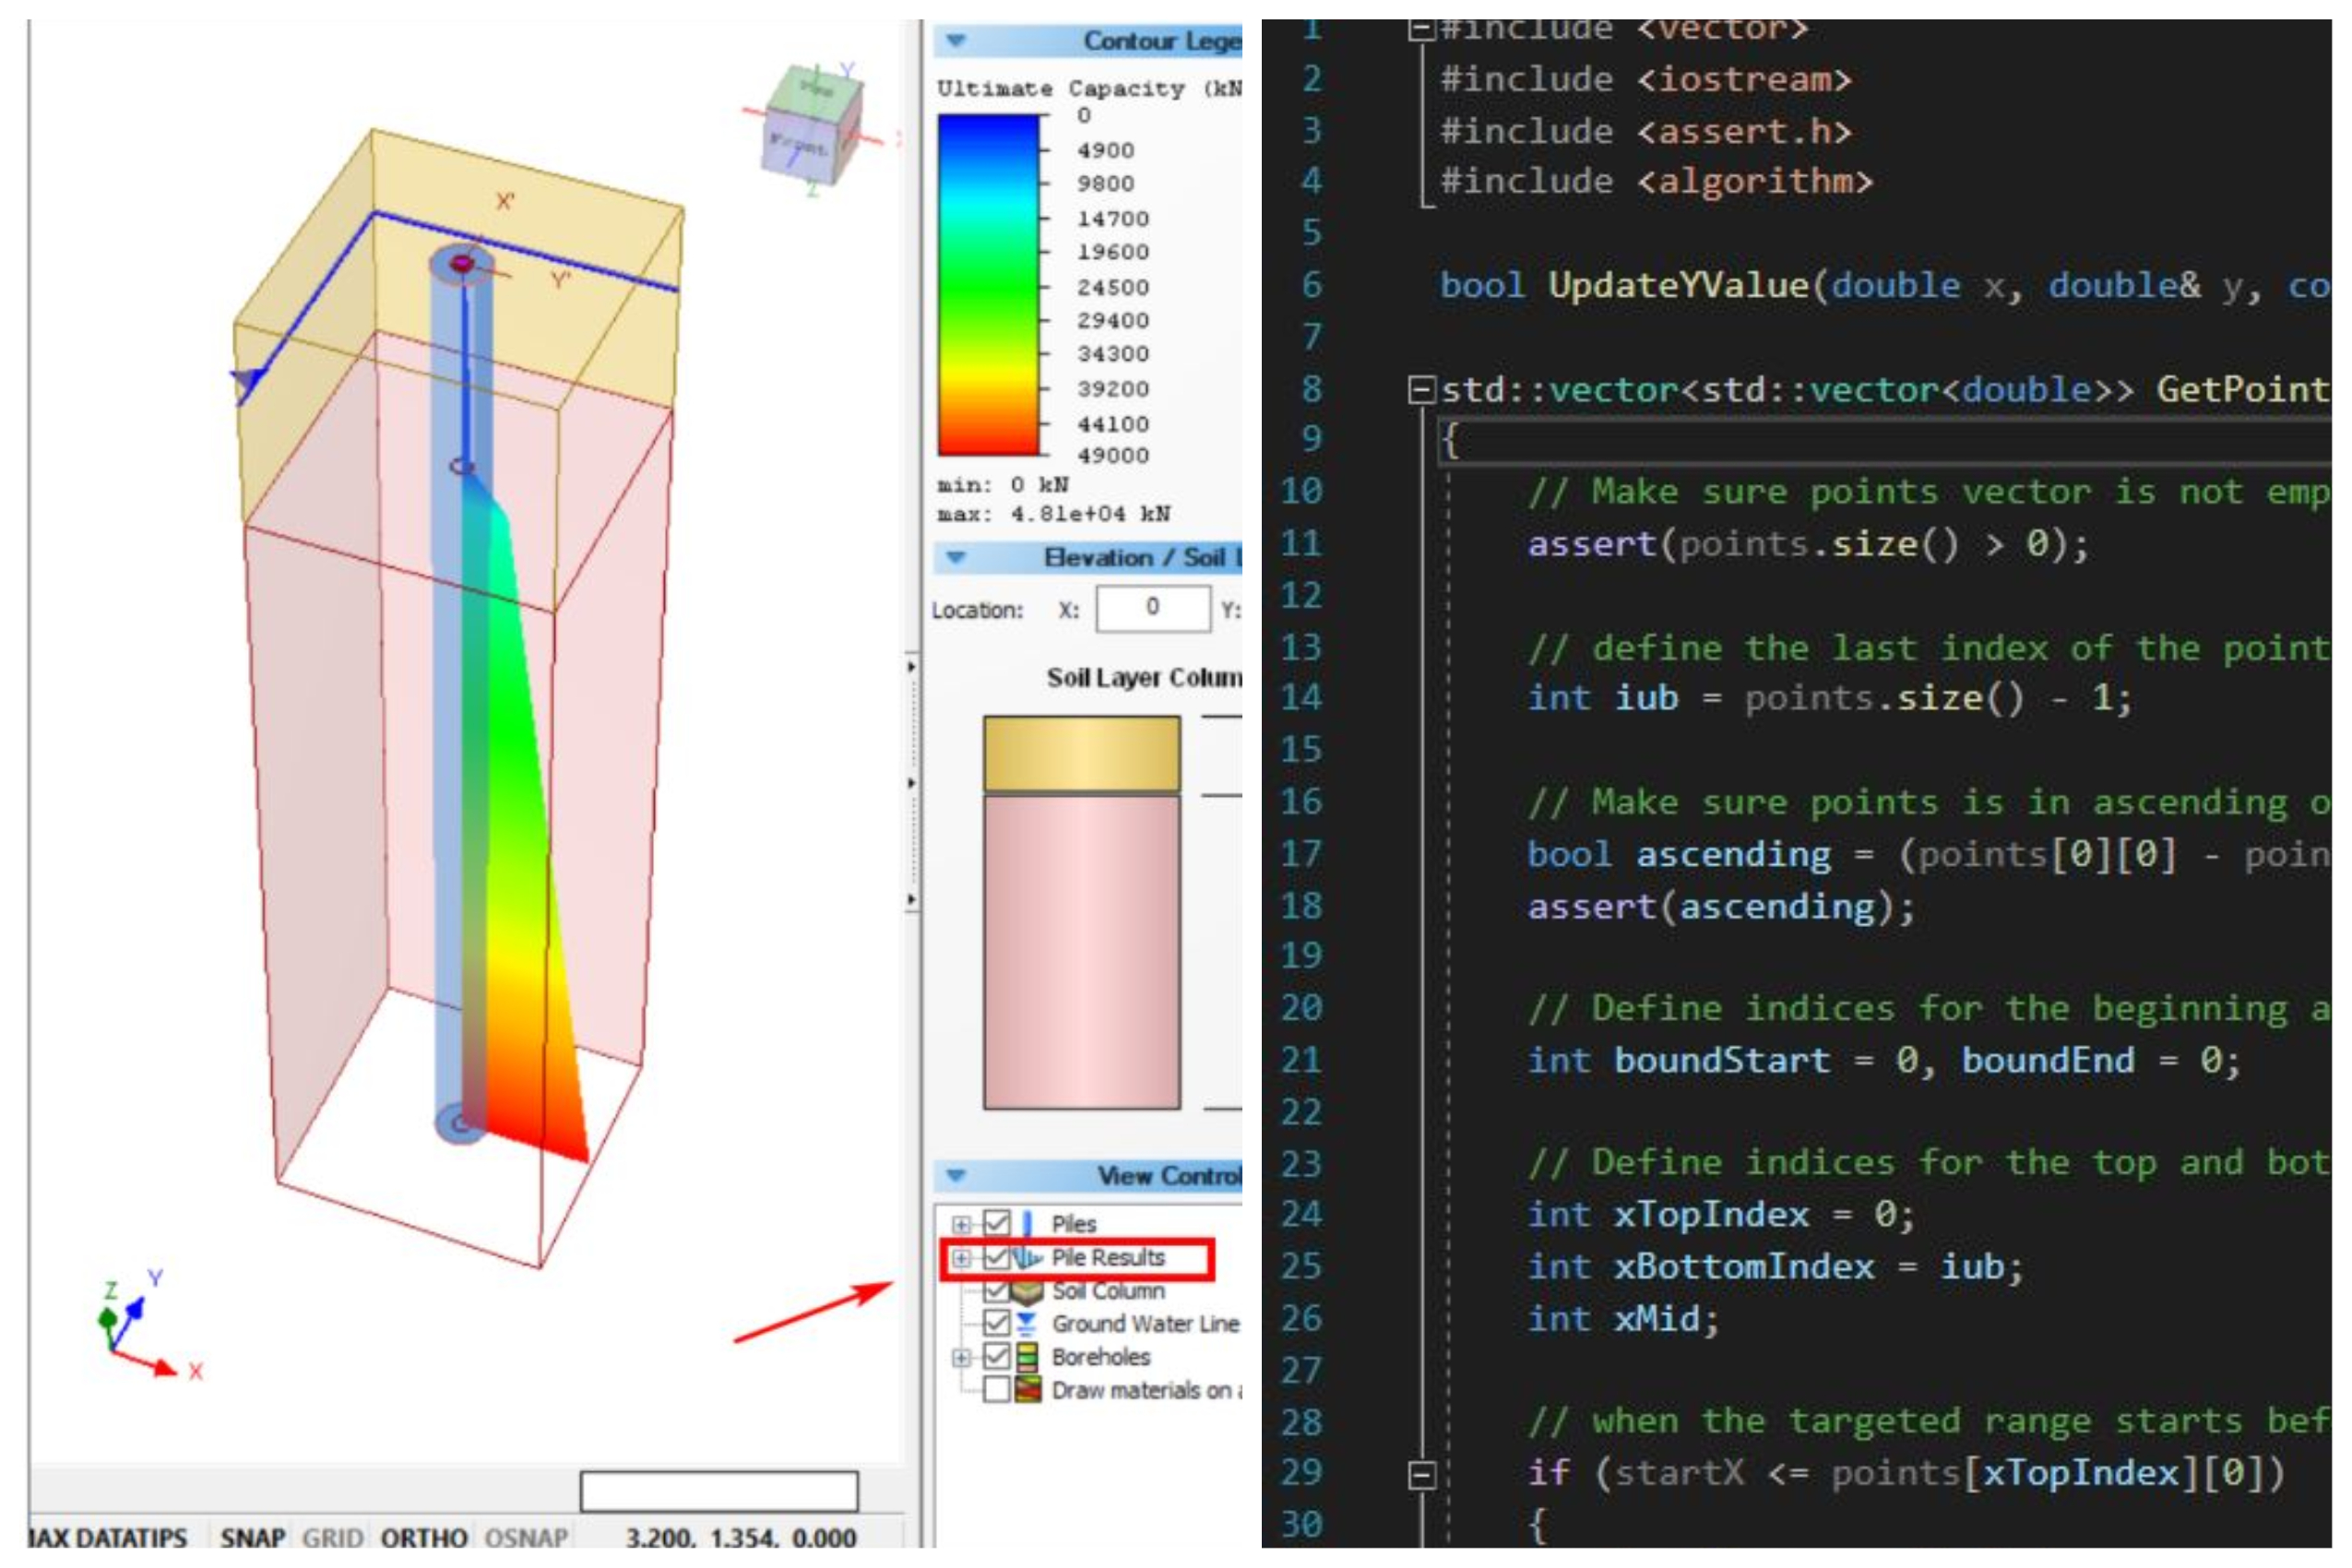 Top
Front
Y
Z
X'
Y'
Z
Y
X
JAX DATATIPS SNAP GRID ORTHO OSNAP 3.200, 1.354, 0.000
Contour Lege
Ultimate Capacity (kN
0
4900
9800
14700
19600
24500
29400
34300
39200
44100
49000
min: 0 kN
max: 4.81e+04 kN
Elevation / Soil L
Location: X: 0 Y:
Soil Layer Colum
View Control
Piles
Pile Results
Soil Column
Ground Water Line
Boreholes
Draw materials on a
1 #include <vector>
2 #include <iostream>
3 #include <assert.h>
4 #include <algorithm>
5
6 bool UpdateYValue(double x, double& y, co
7
8 std::vector<std::vector<double>> GetPoint
9 {
10 // Make sure points vector is not emp
11 assert(points.size() > 0);
12
13 // define the last index of the point
14 int iub = points.size() - 1;
15
16 // Make sure points is in ascending o
17 bool ascending = (points[0][0] - poin
18 assert(ascending);
19
20 // Define indices for the beginning a
21 int boundStart = 0, boundEnd = 0;
22
23 // Define indices for the top and bot
24 int xTopIndex = 0;
25 int xBottomIndex = iub;
26 int xMid;
27
28 // when the targeted range starts bef
29 if (startX <= points[xTopIndex][0])
30 {